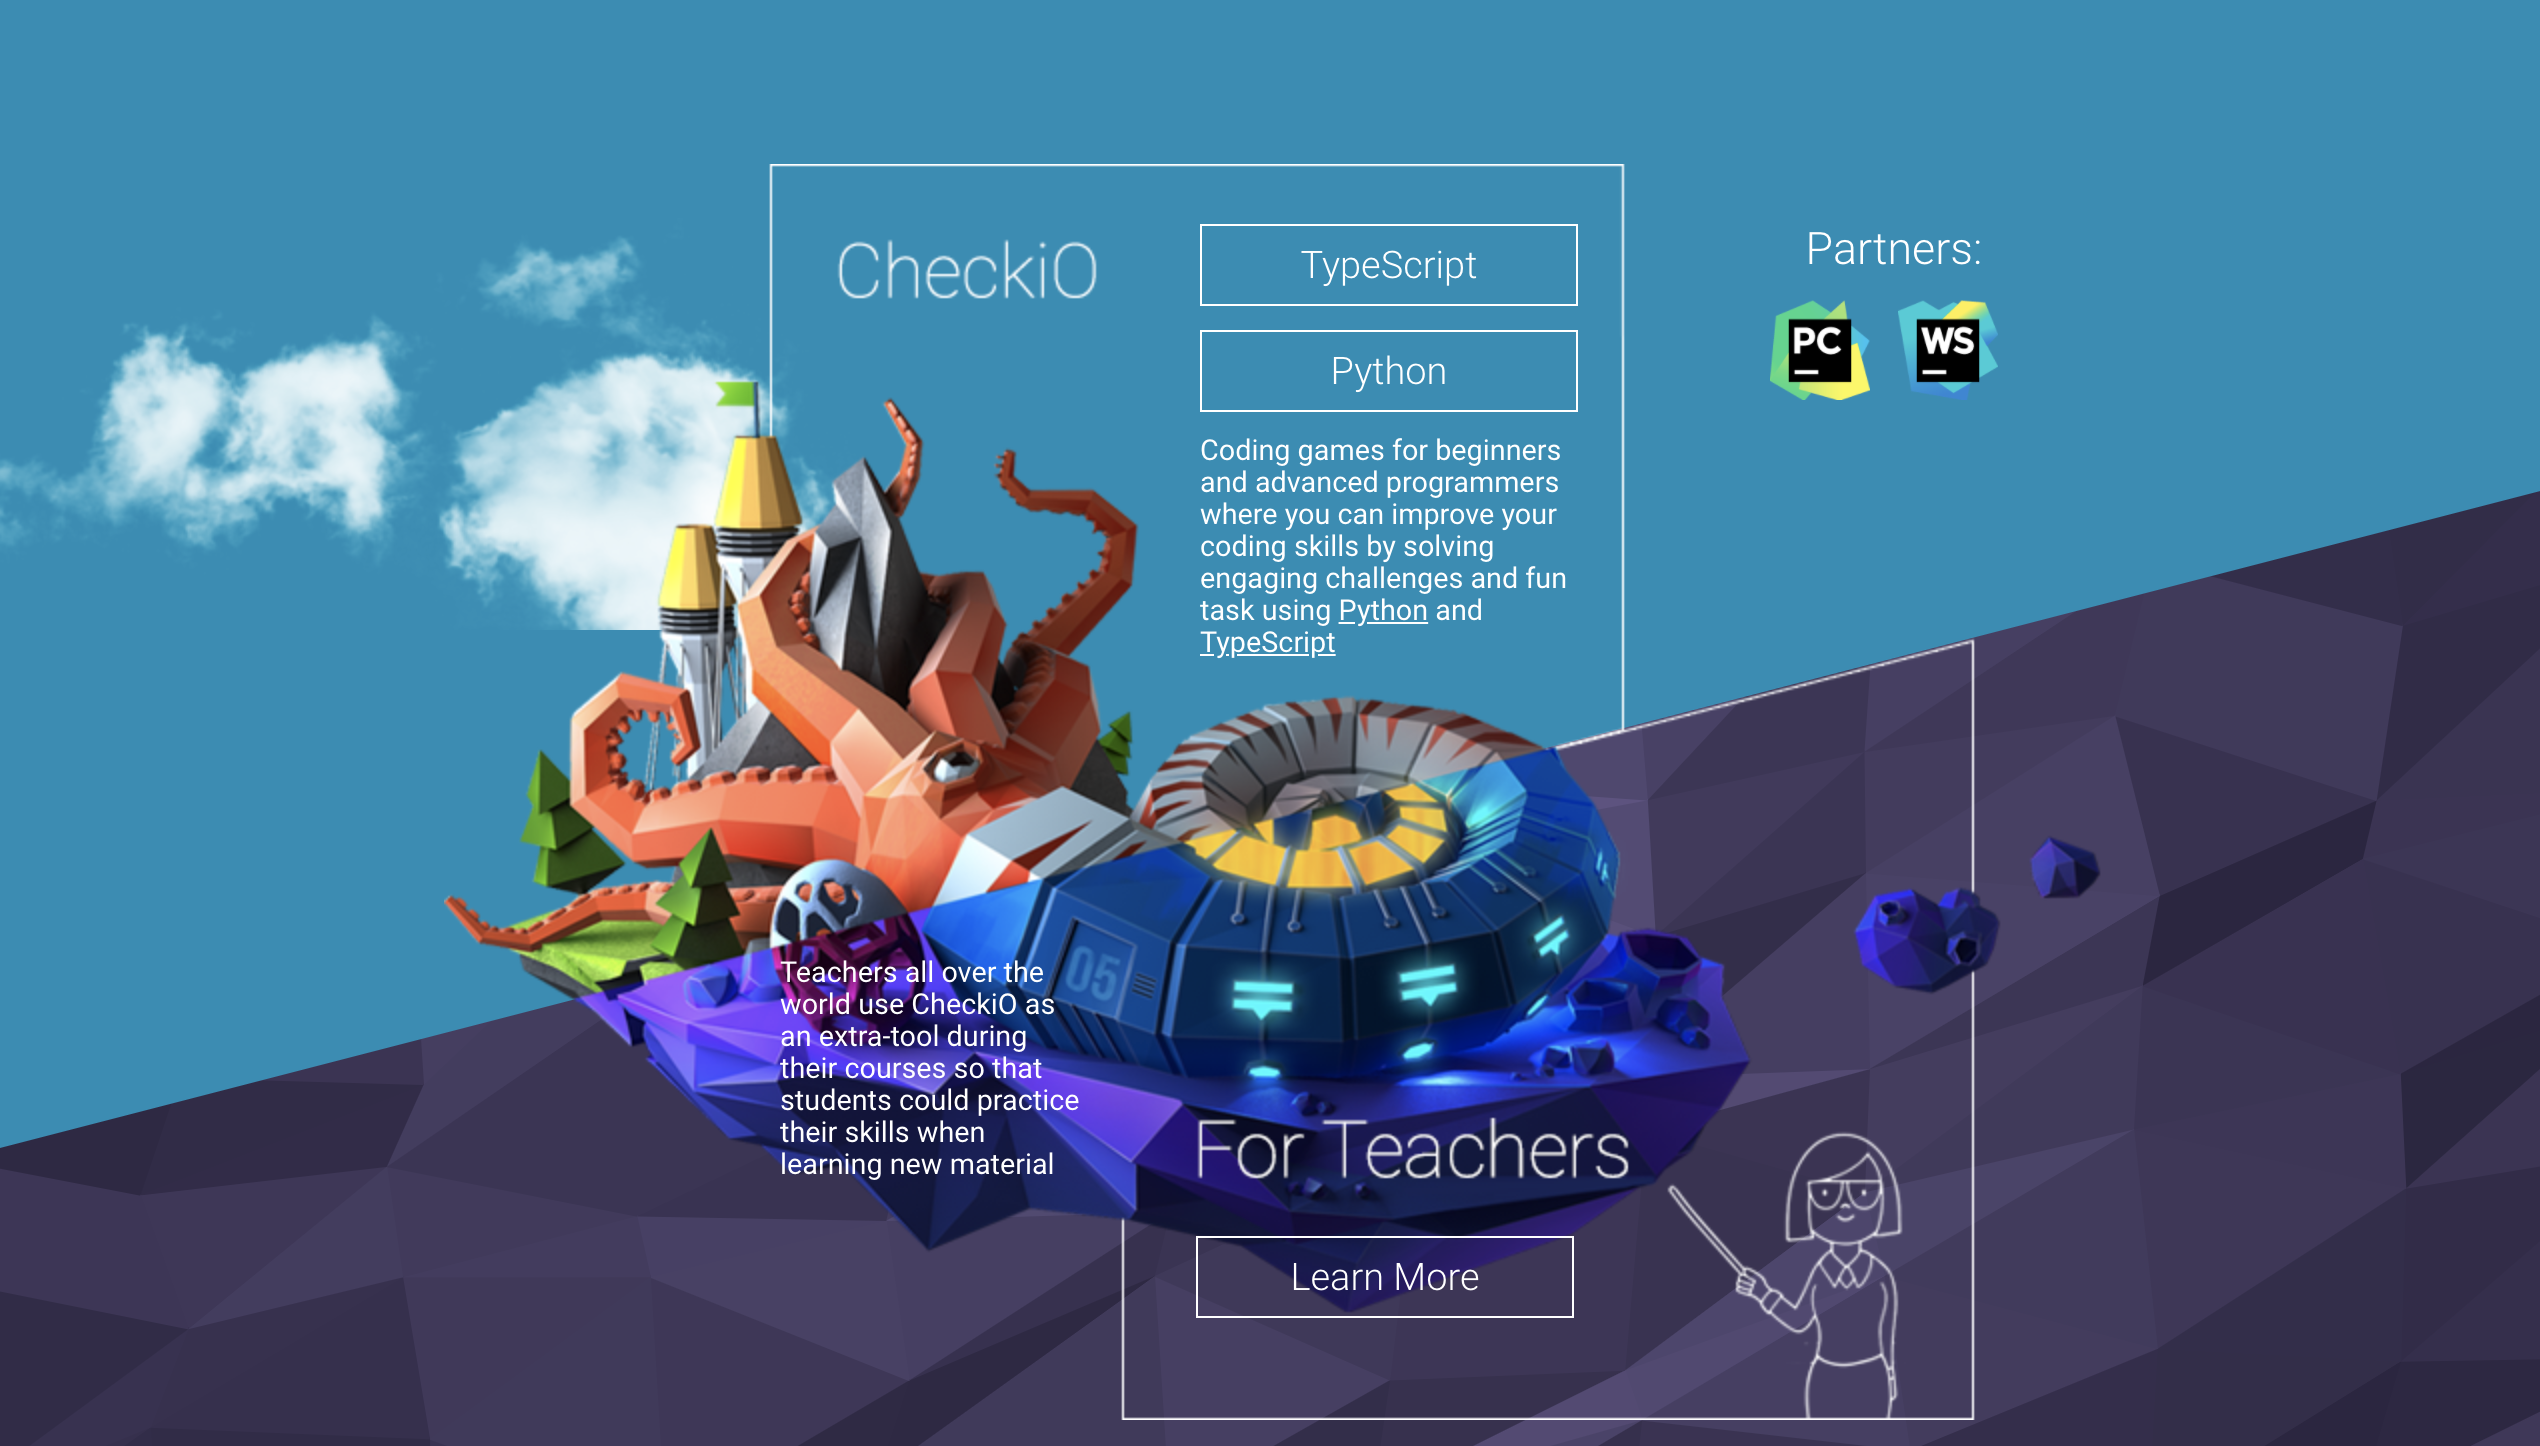 CheckiO
TypeScript
Python
Coding games for beginners
and advanced programmers
where you can improve your
coding skills by solving
engaging challenges and fun
task using Python and
TypeScript
Partners:
PC
WS
05
Teachers all over the
world use CheckiO as
an extra-tool during
their courses so that
students could practice
their skills when
learning new material
For Teachers
Learn More